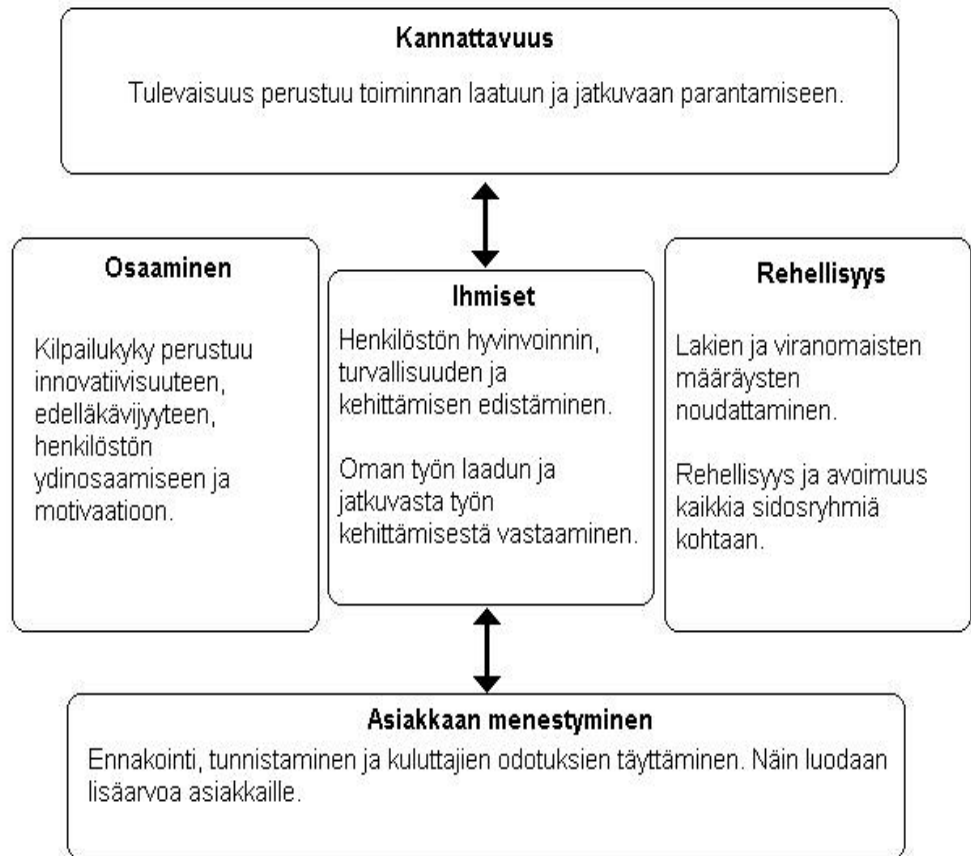 Kannattavuus
Tulevaisuus perustuu toiminnan laatuun ja jatkuvaan parantamiseen.
Osaaminen
Kilpailukyky perustuu
innovatiivisuuteen,
edelläkävijyyteen,
henkilöstön
ydinosaamiseen ja
motivaatioon.
Ihmiset
Henkilöstön hyvinvoinnin,
turvallisuuden ja
kehittämisen edistäminen.
Oman työn laadun ja
jatkuvasta työn
kehittämisestä vastaaminen.
Rehellisyys
Lakien ja viranomaisten
määräysten
noudattaminen.
Rehellisyys ja avoimuus
kaikkia sidosryhmiä
kohtaan.
Asiakkaan menestyminen
Ennakointi, tunnistaminen ja kuluttajien odotuksien täyttäminen. Näin luodaan
lisäarvoa asiakkaille.